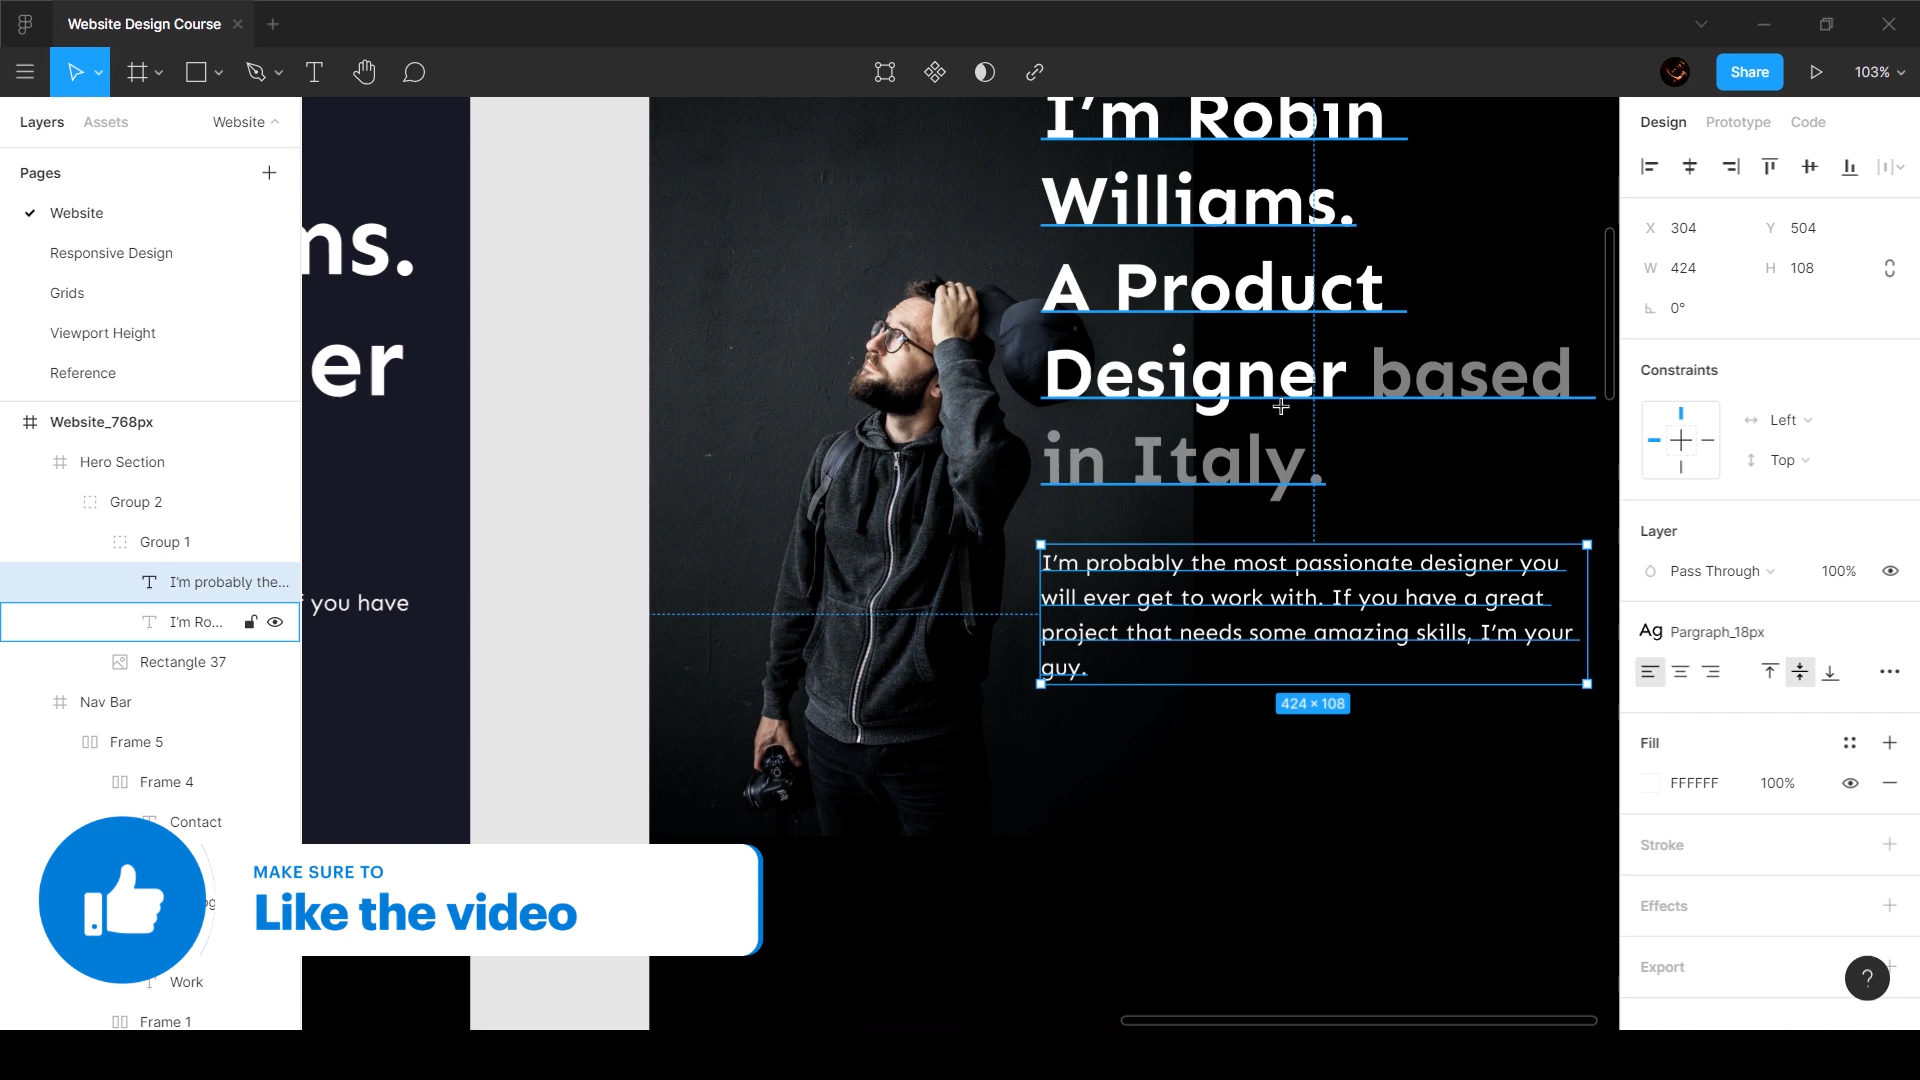 Website Design Course
Share
103%
Layers
Assets
Website
Pages
Website
Responsive Design
Grids
Viewport Height
Reference
Website_768px
Hero Section
Group 2
Group 1
I'm probably the...
I'm Ro...
Rectangle 37
Nav Bar
Frame 5
Frame 4
Contact
Work
Frame 1
ns.
er
you have
I'm Robin
Williams.
A Product
Designer based
in Italy.
I'm probably the most passionate designer you
will ever get to work with. If you have a great
project that needs some amazing skills, I'm your
guy.
424 × 108
MAKE SURE TO
Like the video
Design
Prototype
Code
X 304
Y 504
W 424
H 108
0°
Constraints
Left
Top
Layer
Pass Through
100%
Ag Pargraph_18px
Fill
FFFFFF
100%
Stroke
Effects
Export
?